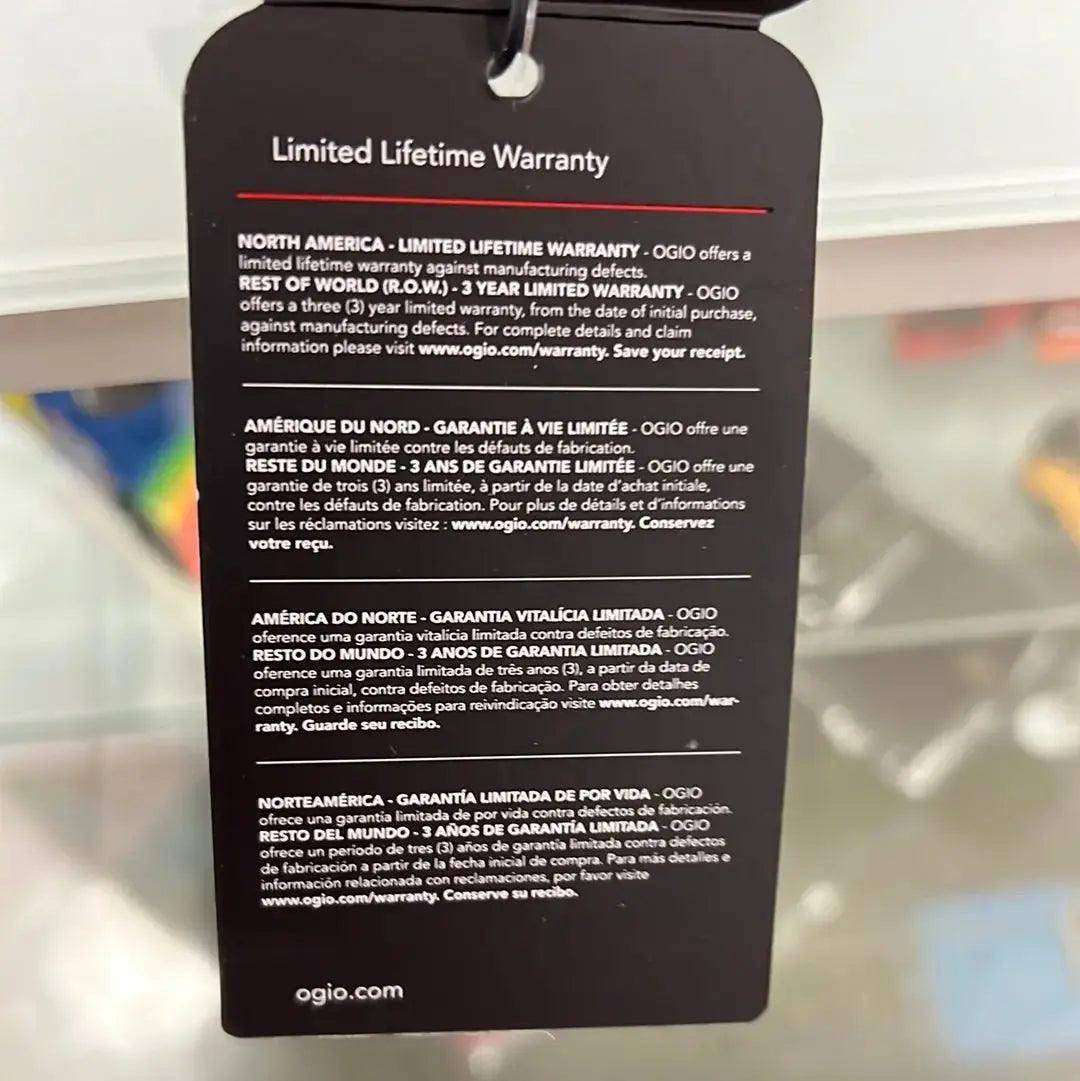 Limited Lifetime Warranty
NORTH AMERICA - LIMITED LIFETIME WARRANTY - OGIO offers a
limited lifetime warranty against manufacturing defects.
REST OF WORLD (R.O.W.) - 3 YEAR LIMITED WARRANTY - OGIO
offers a three (3) year limited warranty, from the date of initial purchase,
against manufacturing defects. For complete details and claim
information please visit www.ogio.com/warranty. Save your receipt.
AMÉRIQUE DU NORD - GARANTIE À VIE LIMITÉE - OGIO offre une
garantie à vie limitée contre les défauts de fabrication.
RESTE DU MONDE - 3 ANS DE GARANTIE LIMITÉE - OGIO offre une
garantie de trois (3) ans limitée, à partir de la date d'achat initiale,
contre les défauts de fabrication. Pour plus de détails et d'informations
sur les réclamations visitez : www.ogio.com/warranty. Conservez
votre reçu.
AMÉRICA DO NORTE - GARANTIA VITALÍCIA LIMITADA - OGIO
oference uma garantia vitalícia limitada contra defeitos de fabricação.
RESTO DO MUNDO - 3 ANOS DE GARANTIA LIMITADA - OGIO
oference uma garantia limitada de três anos (3), a partir da data de
compra inicial, contra defeitos de fabricação. Para obter detalhes
completos e informações para reivindicação visite www.ogio.com/war-
ranty. Guarde seu recibo.
NORTEAMÉRICA - GARANTÍA LIMITADA DE POR VIDA - OGIO
ofrece una garantía limitada de por vida contra defectos de fabricación.
RESTO DEL MUNDO - 3 AÑOS DE GARANTÍA LIMITADA - OGIO
ofrece un periodo de tres (3) años de garantía limitada contra defectos
de fabricación a partir de la fecha inicial de compra. Para más detalles e
información relacionada con reclamaciones, por favor visite
www.ogio.com/warranty. Conserve su recibo.
ogio.com